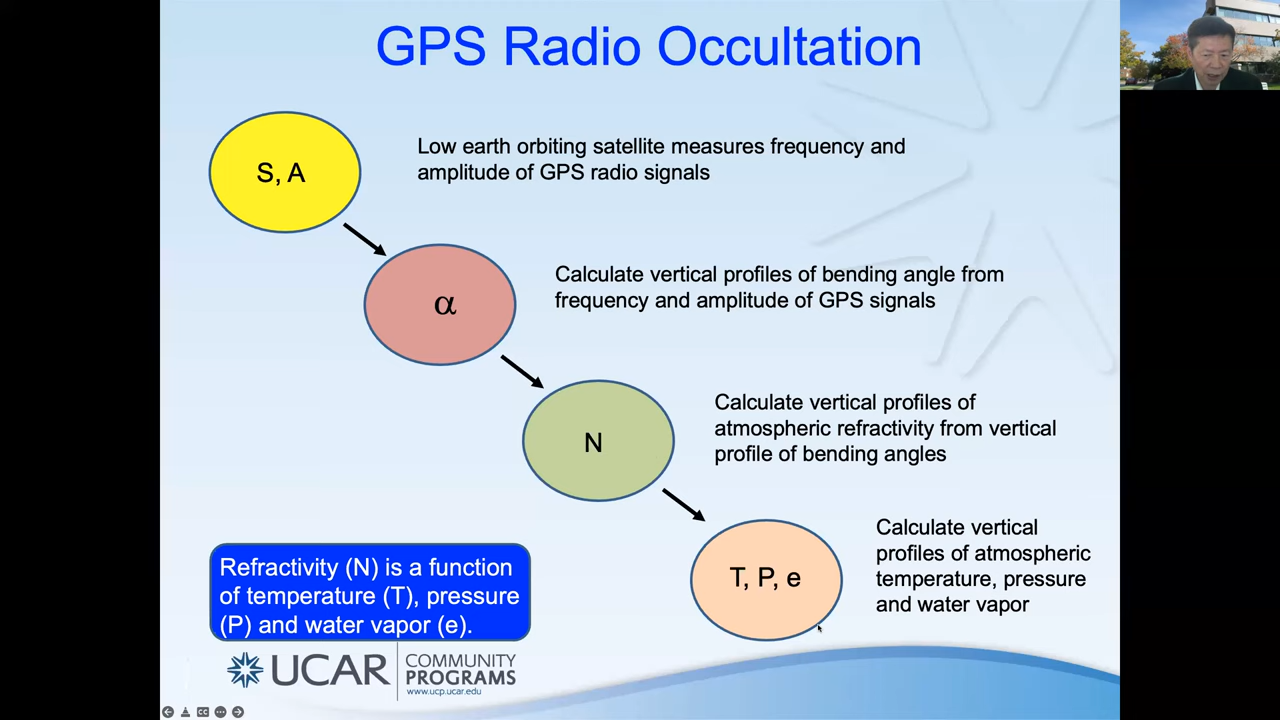 GPS Radio Occultation
S, A
Low earth orbiting satellite measures frequency and
amplitude of GPS radio signals
α
Calculate vertical profiles of bending angle from
frequency and amplitude of GPS signals
N
Calculate vertical profiles of
atmospheric refractivity from vertical
profile of bending angles
T, P, e
Calculate vertical
profiles of atmospheric
temperature, pressure
and water vapor
Refractivity (N) is a function
of temperature (T), pressure
(P) and water vapor (e).
UCAR
COMMUNITY
PROGRAMS
www.ucp.ucar.edu
CC